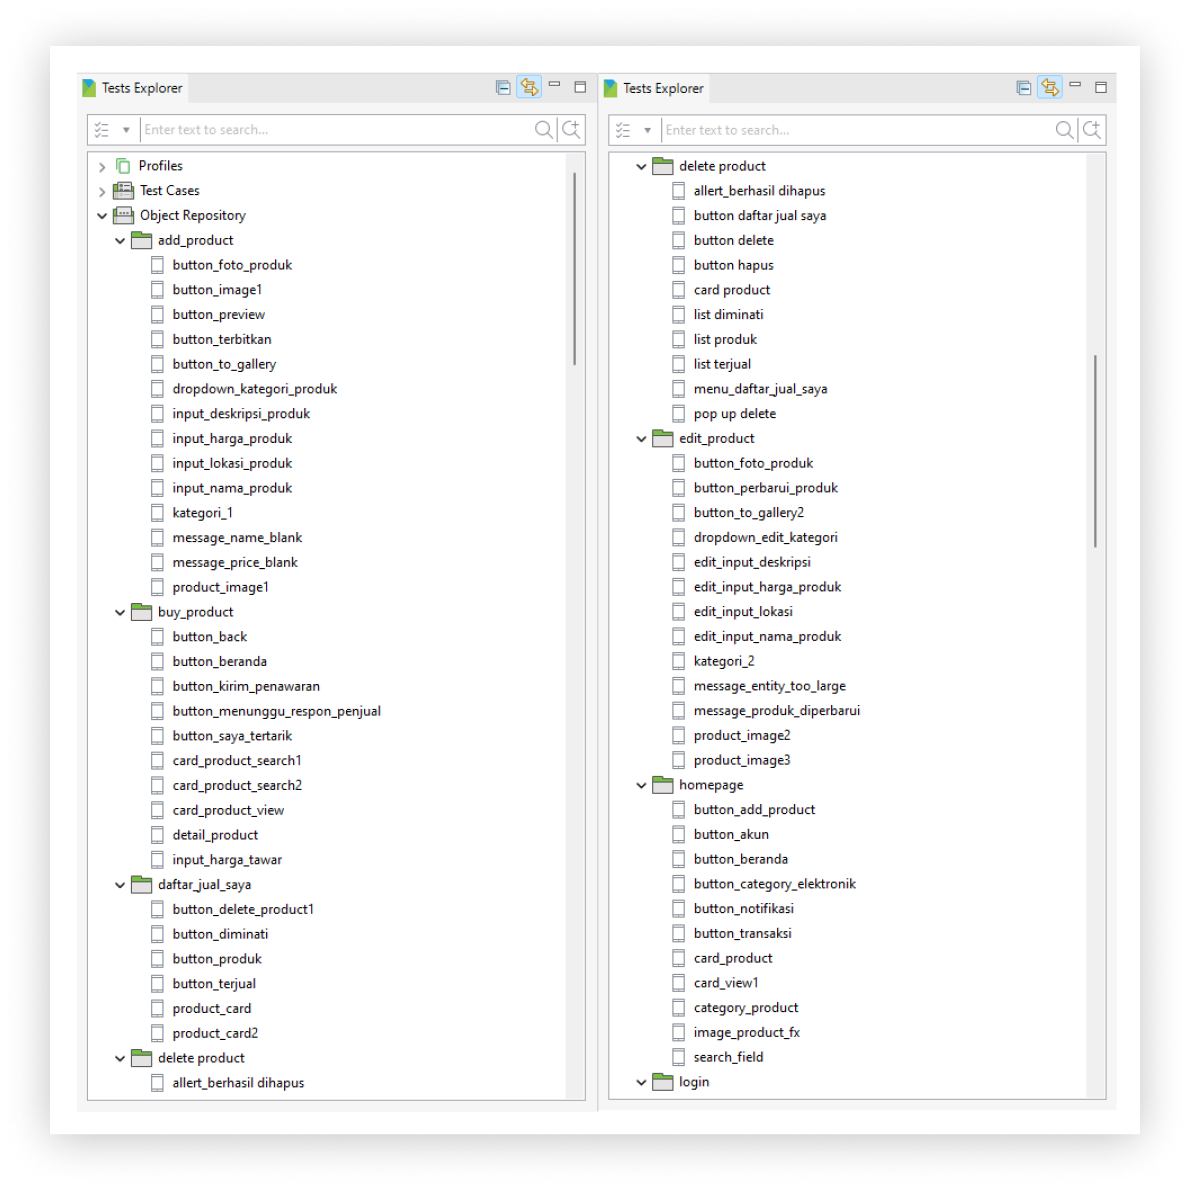 Tests Explorer
Enter text to search...
Profiles
Test Cases
Object Repository
add_product
button_foto_produk
button_image1
button_preview
button_terbitkan
button_to_gallery
dropdown_kategori_produk
input_deskripsi_produk
input_harga_produk
input_lokasi_produk
input_nama_produk
kategori_1
message_name_blank
message_price_blank
product_image1
buy_product
button_back
button_beranda
button_kirim_penawaran
button_menunggu_respon_penjual
button_saya_tertarik
card_product_search1
card_product_search2
card_product_view
detail_product
input_harga_tawar
daftar_jual_saya
button_delete_product1
button_diminati
button_produk
button_terjual
product_card
product_card2
delete product
allert_berhasil dihapus
Tests Explorer
Enter text to search...
delete product
allert_berhasil dihapus
button daftar jual saya
button delete
button hapus
card product
list diminati
list produk
list terjual
menu_daftar_jual_saya
pop up delete
edit_product
button_foto_produk
button_perbarui_produk
button_to_gallery2
dropdown_edit_kategori
edit_input_deskripsi
edit_input_harga_produk
edit_input_lokasi
edit_input_nama_produk
kategori_2
message_entity_too_large
message_produk_diperbarui
product_image2
product_image3
homepage
button_add_product
button_akun
button_beranda
button_category_elektronik
button_notifikasi
button_transaksi
card_product
card_view1
category_product
image_product_fx
search_field
login